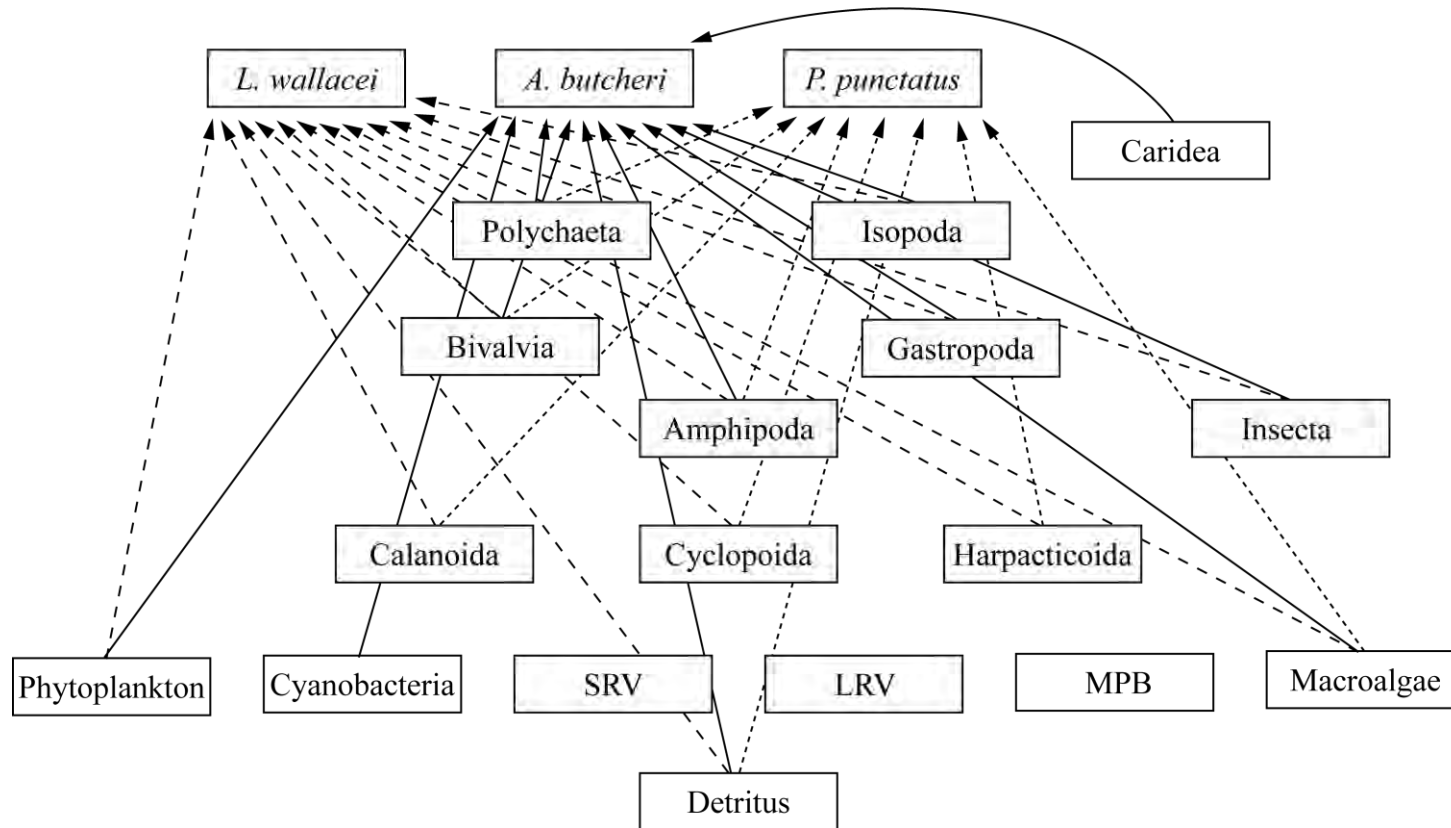 L. wallacei
A. butcheri
P. punctatus
Caridea
Polychaeta
Isopoda
Bivalvia
Gastropoda
Amphipoda
Insecta
Calanoida
Cyclopoida
Harpacticoida
Phytoplankton
Cyanobacteria
SRV
LRV
MPB
Macroalgae
Detritus